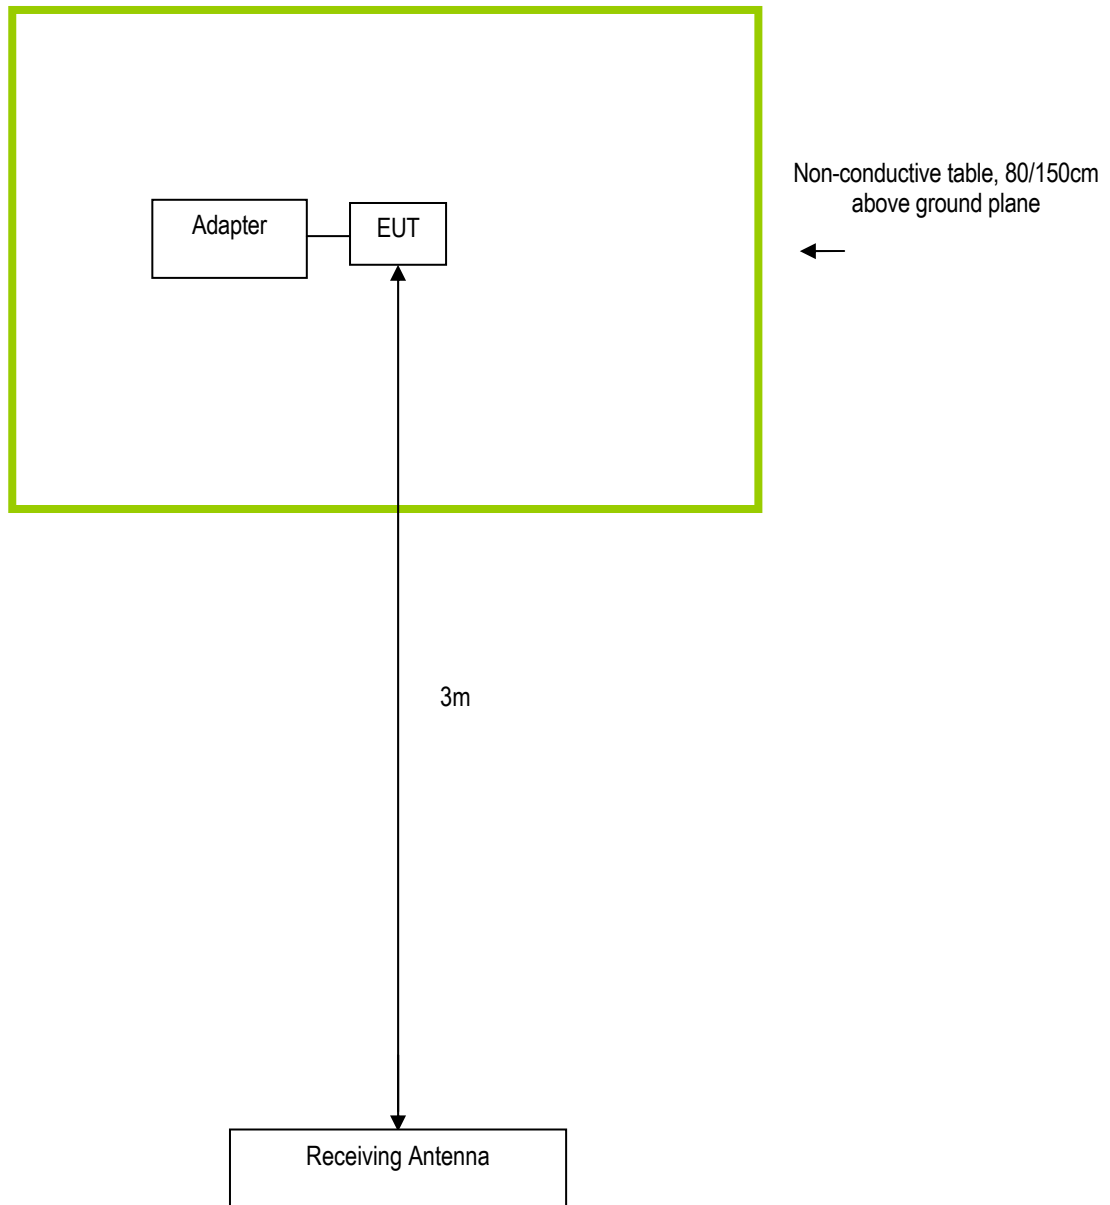 Non-conductive table, 80/150cm
above ground plane
Adapter
EUT
3m
Receiving Antenna